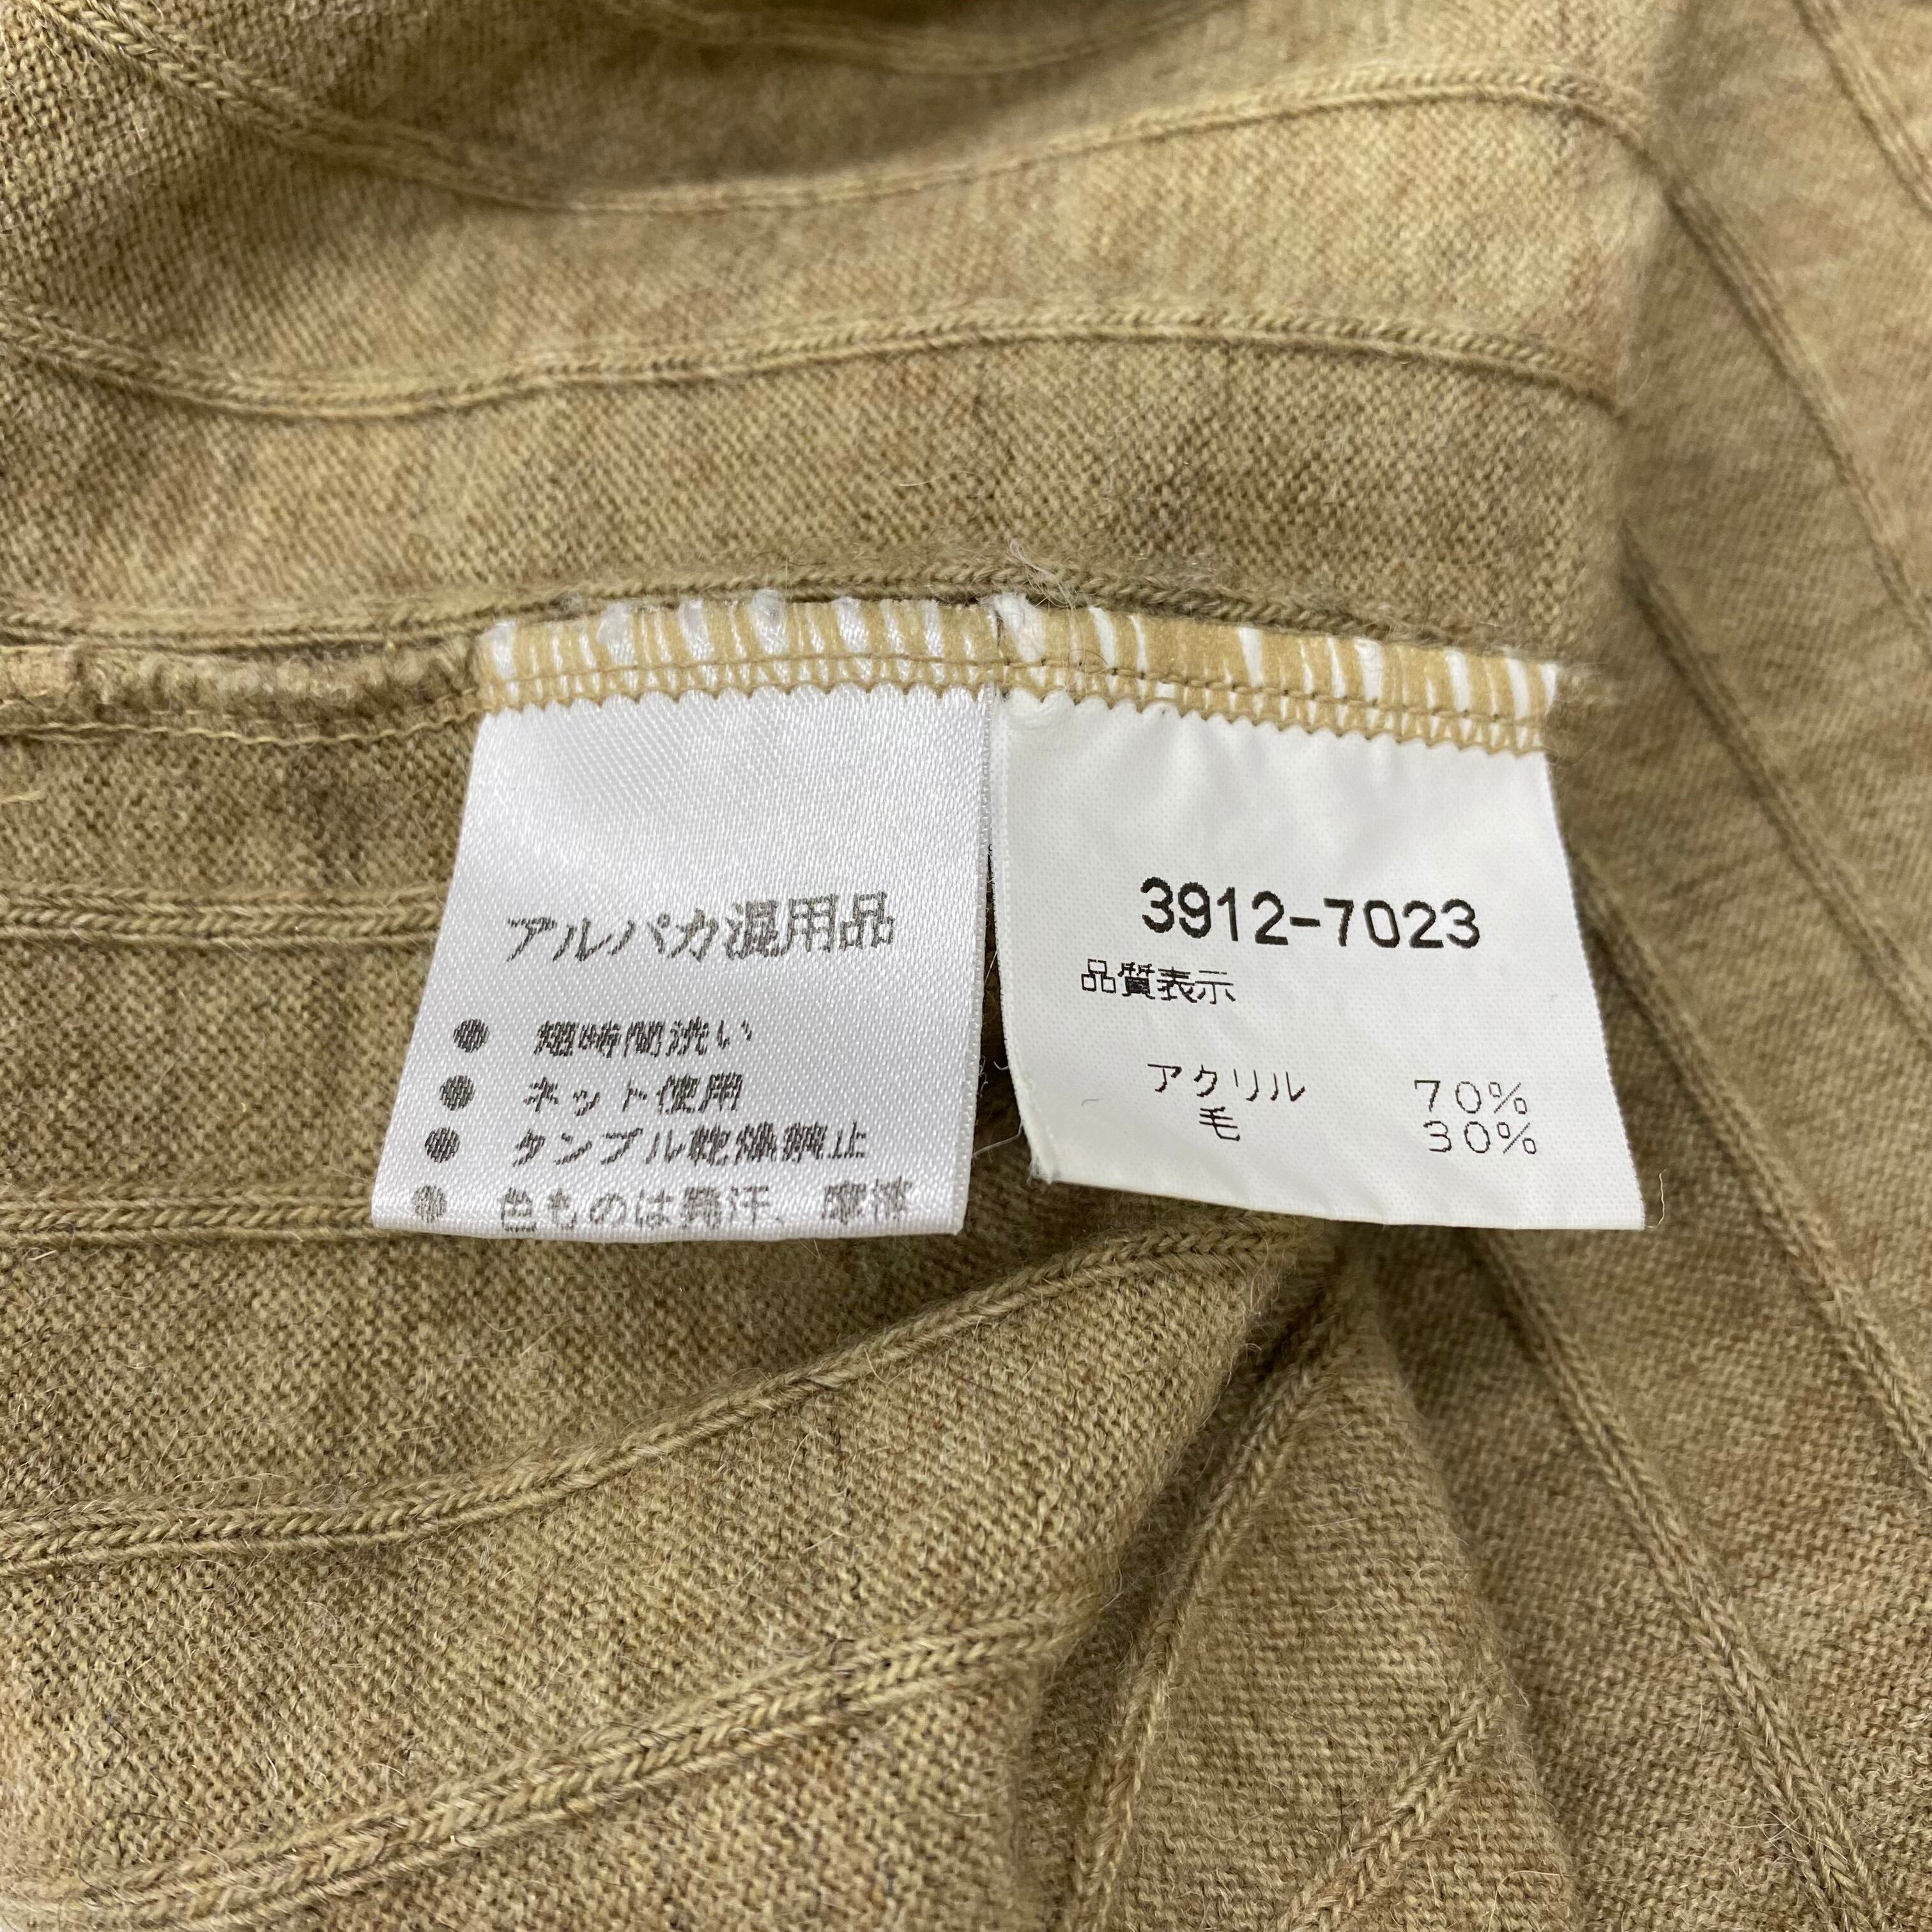 アルパカ混用品
● 短時間洗い
● ネット使用
● タンブル乾燥禁止
● 色ものは発汗、摩擦
3912-7023
品質表示
アクリル 70%
毛 30%